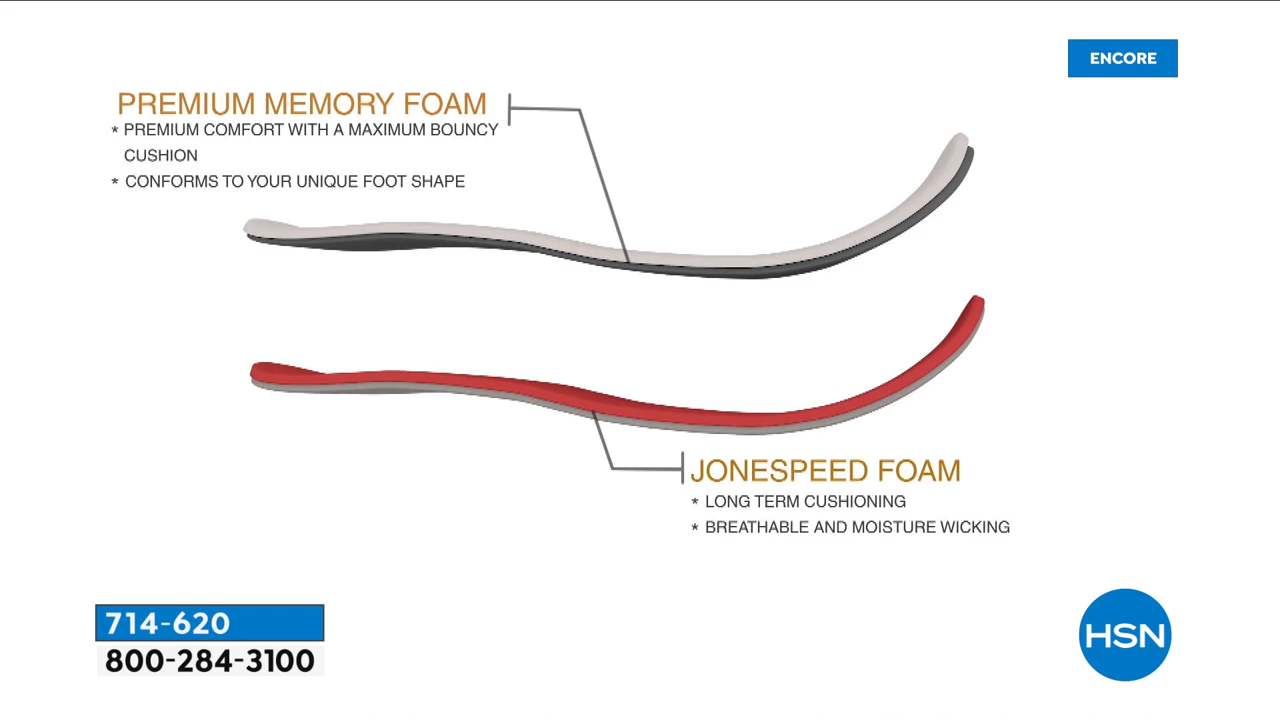 ENCORE
PREMIUM MEMORY FOAM
* PREMIUM COMFORT WITH A MAXIMUM BOUNCY
CUSHION
* CONFORMS TO YOUR UNIQUE FOOT SHAPE
JONESPEED FOAM
* LONG TERM CUSHIONING
* BREATHABLE AND MOISTURE WICKING
714-620
800-284-3100
HSN